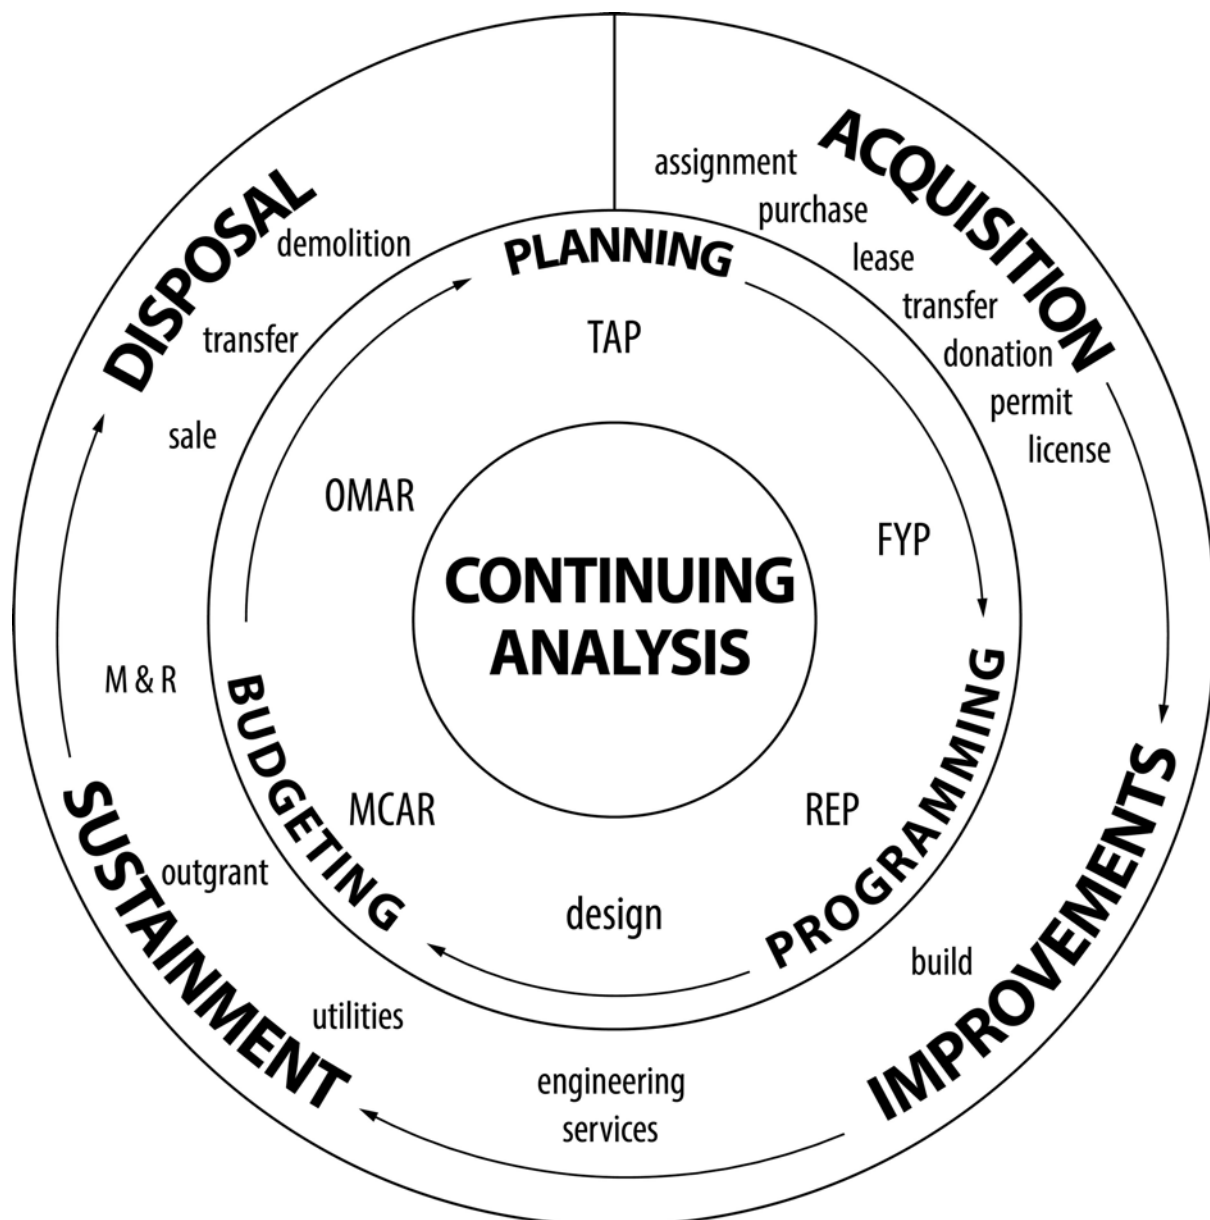 ACQUISITION
assignment
purchase
lease
transfer
donation
permit
license
IMPROVEMENTS
build
engineering
services
SUSTAINMENT
utilities
outgrant
M & R
DISPOSAL
sale
transfer
demolition
PLANNING
TAP
FYP
PROGRAMMING
REP
design
BUDGETING
MCAR
OMAR
CONTINUING
ANALYSIS